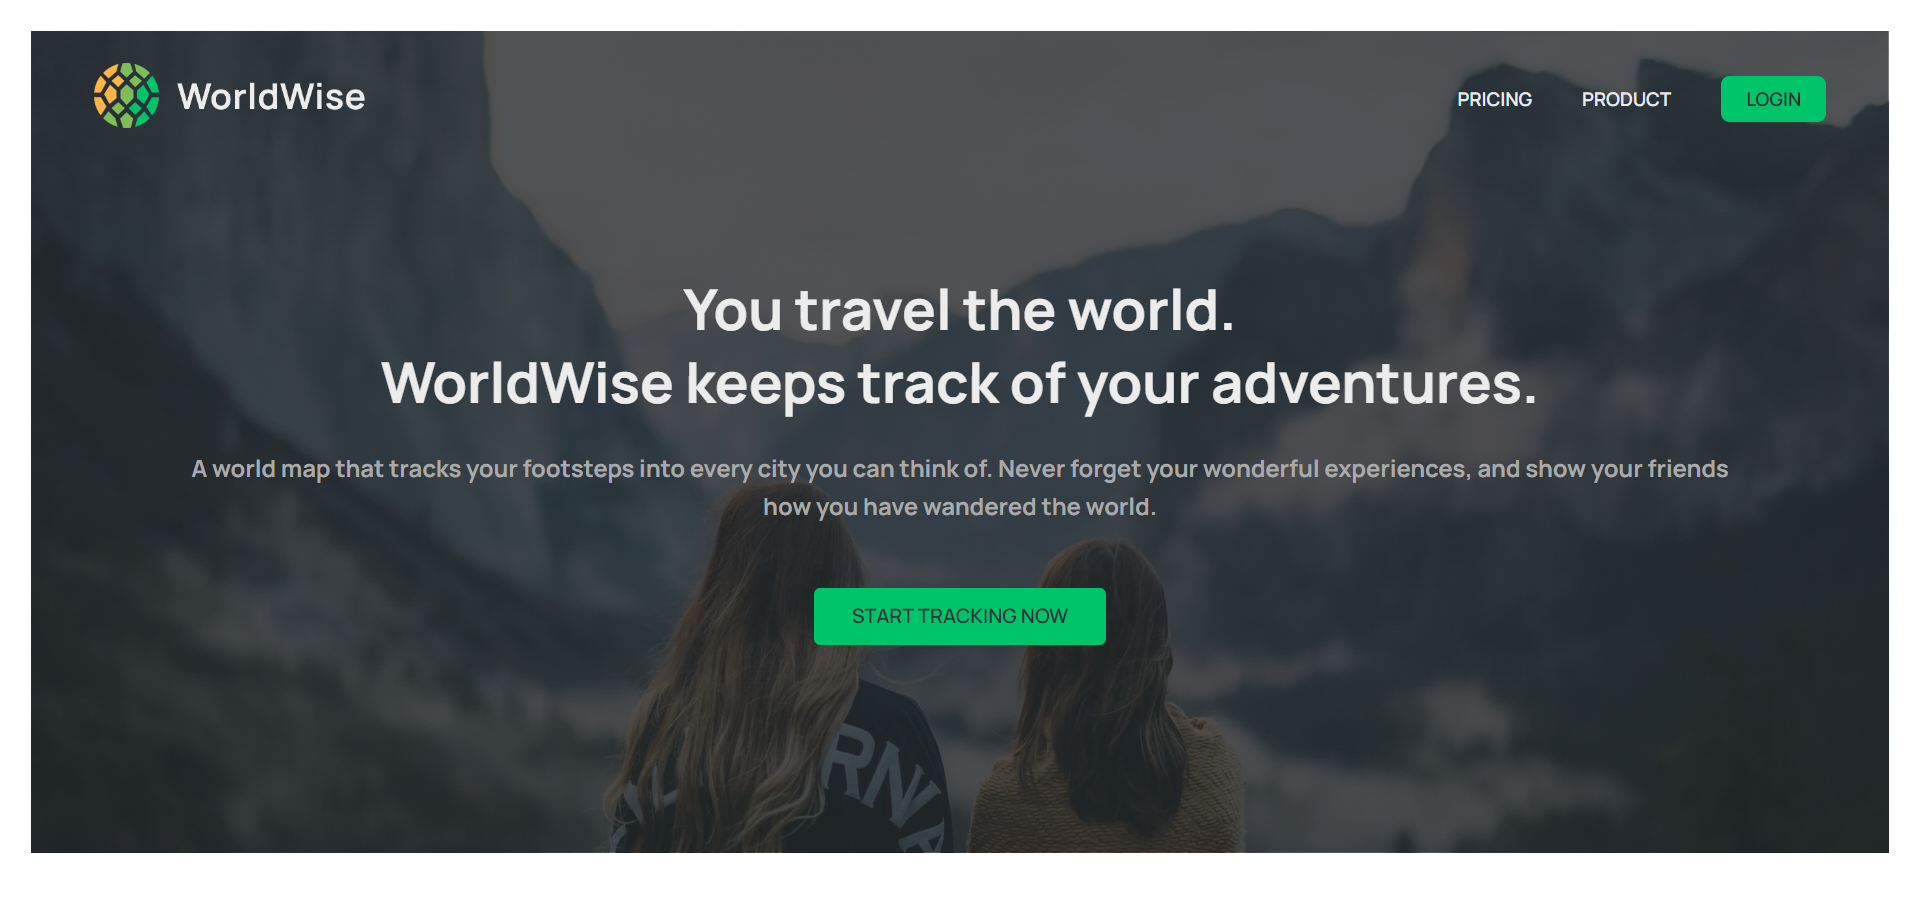 WorldWise
PRICING
PRODUCT
LOGIN
You travel the world.
WorldWise keeps track of your adventures.
A world map that tracks your footsteps into every city you can think of. Never forget your wonderful experiences, and show your friends
how you have wandered the world.
START TRACKING NOW
RNA